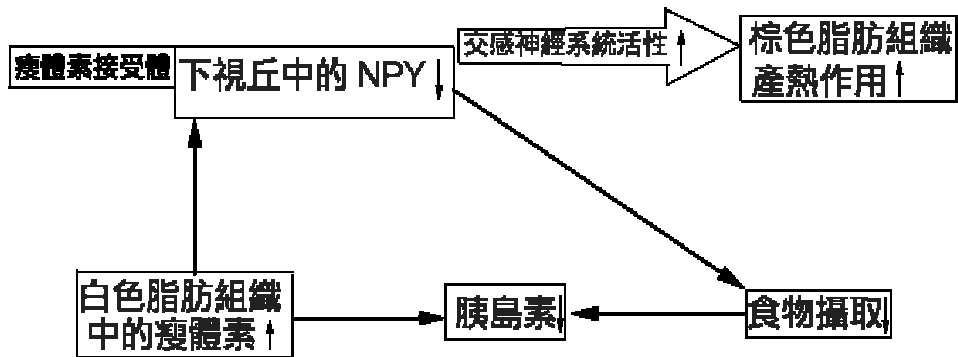 交感神經系統活性↑
棕色脂肪組織
產熱作用↑
瘦體素接受體
下視丘中的 NPY↓
白色脂肪組織
中的瘦體素↑
胰島素↓
食物攝取↓